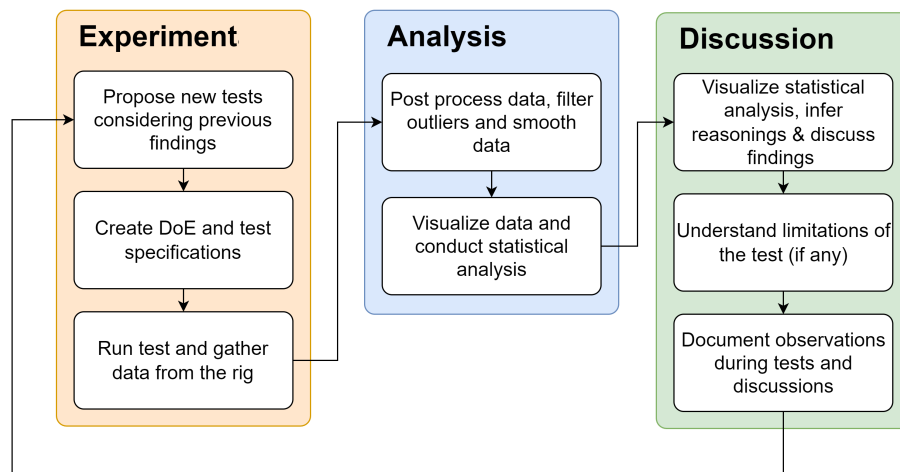 Experiment
Propose new tests
considering previous
findings
Create DoE and test
specifications
Run test and gather
data from the rig
Analysis
Post process data, filter
outliers and smooth
data
Visualize data and
conduct statistical
analysis
Discussion
Visualize statistical
analysis, infer
reasonings & discuss
findings
Understand limitations of
the test (if any)
Document observations
during tests and
discussions